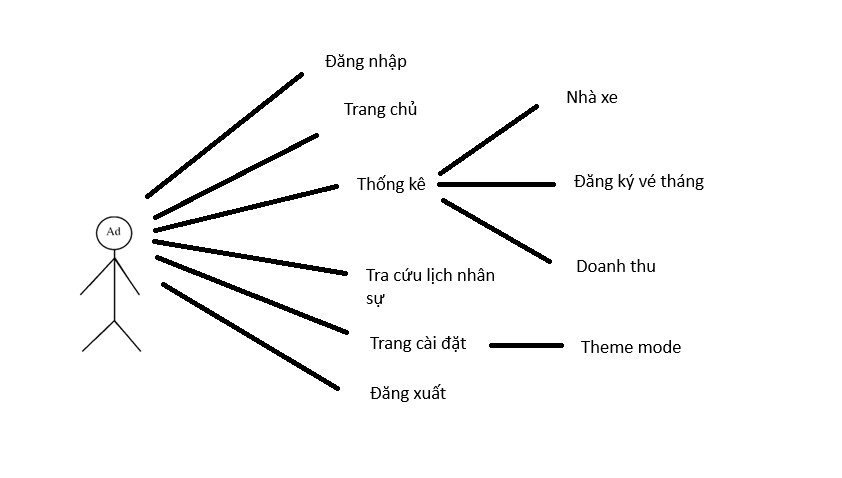 Đăng nhập
Trang chủ
Nhà xe
Thống kê
Đăng ký vé tháng
Ad
Tra cứu lịch nhân
sự
Doanh thu
Trang cài đặt
Theme mode
Đăng xuất